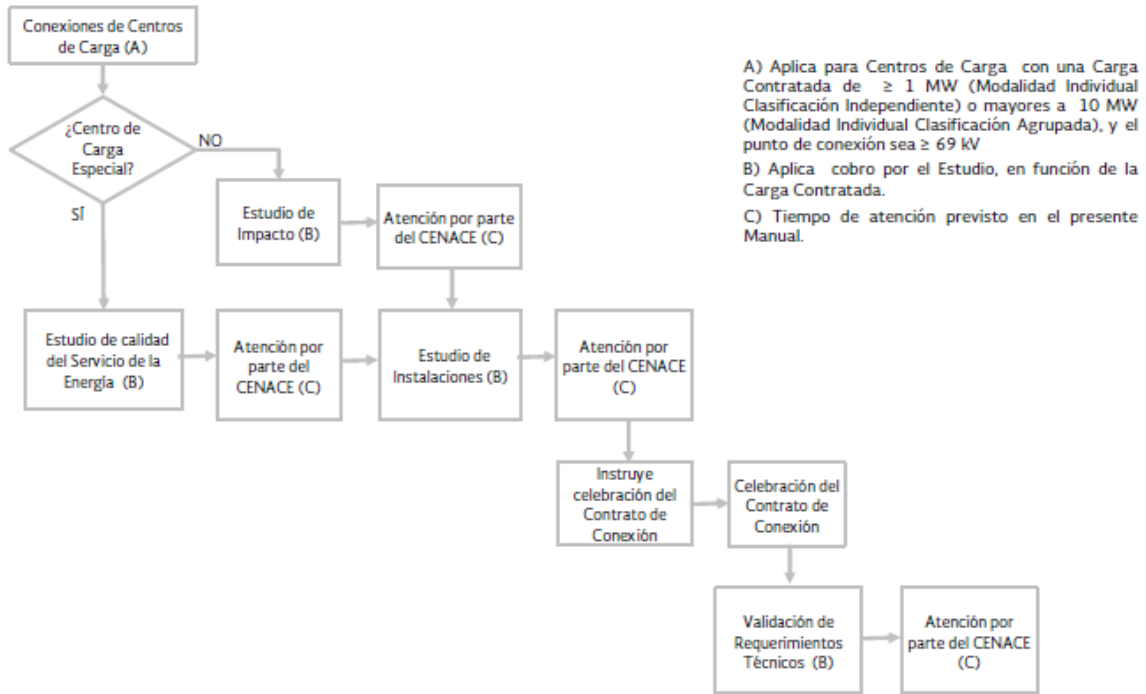 Conexiones de Centros
de Carga (A)
A) Aplica para Centros de Carga con una Carga
Contratada de ≥ 1 MW (Modalidad Individual
Clasificación Independiente) o mayores a 10 MW
(Modalidad Individual Clasificación Agrupada), y el
punto de conexión sea ≥ 69 kV
B) Aplica cobro por el Estudio, en función de la
Carga Contratada.
C) Tiempo de atención previsto en el presente
Manual.
¿Centro de
Carga
Especial?
NO
SÍ
Estudio de
Impacto (B)
Atención por parte
del CENACE (C)
Estudio de calidad
del Servicio de la
Energía (B)
Atención por
parte del
CENACE (C)
Estudio de
Instalaciones (B)
Atención por
parte del CENACE
(C)
Instruye
celebración del
Contrato de
Conexión
Celebración del
Contrato de
Conexión
Validación de
Requerimientos
Técnicos (B)
Atención por
parte del CENACE
(C)